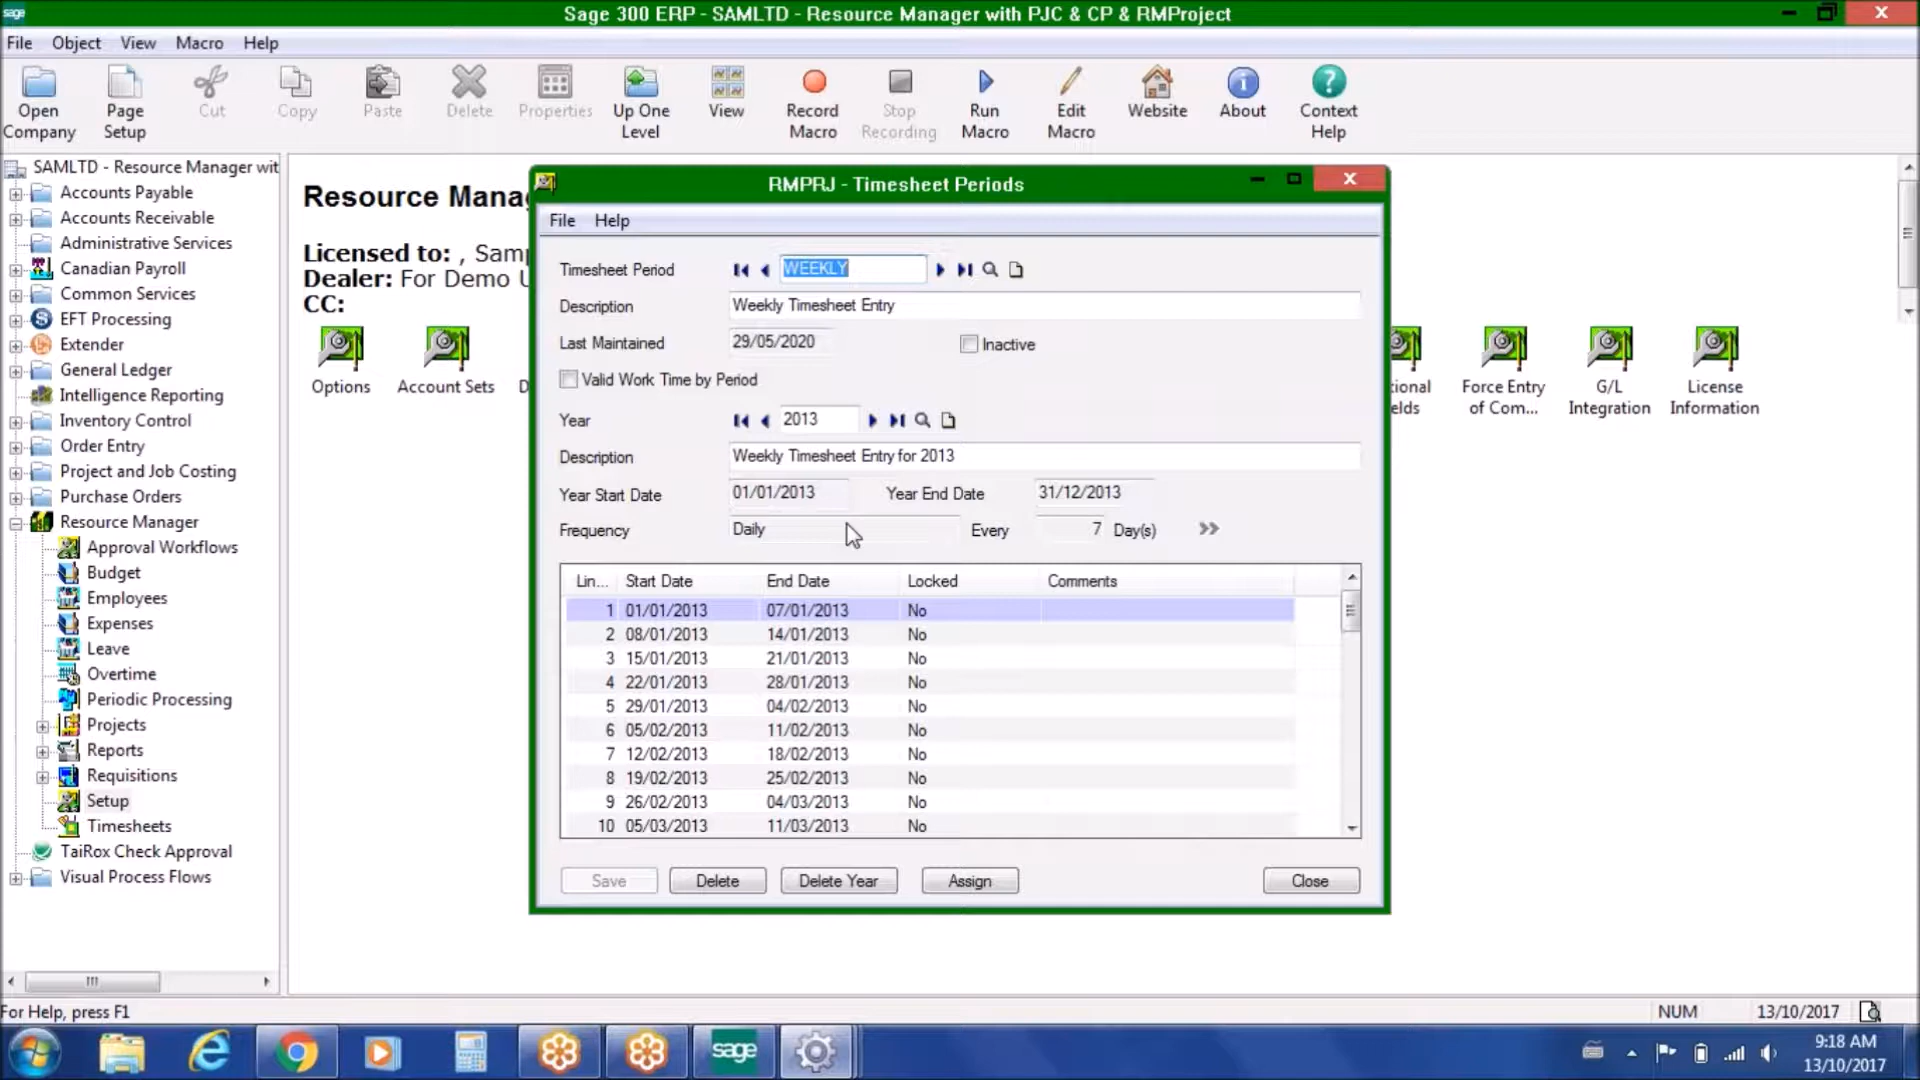 sage
Sage 300 ERP - SAMLTD - Resource Manager with PJC & CP & RMProject
File Object View Macro Help
Open Company
Page Setup
Cut
Copy
Paste
Delete
Properties
Up One Level
View
Record Macro
Stop Recording
Run Macro
Edit Macro
Website
About
Context Help
SAMLTD - Resource Manager wit
Accounts Payable
Accounts Receivable
Administrative Services
Canadian Payroll
Common Services
EFT Processing
Extender
General Ledger
Intelligence Reporting
Inventory Control
Order Entry
Project and Job Costing
Purchase Orders
Resource Manager
Approval Workflows
Budget
Employees
Expenses
Leave
Overtime
Periodic Processing
Projects
Reports
Requisitions
Setup
Timesheets
TaiRox Check Approval
Visual Process Flows
Resource Mana
Licensed to: , Sam
Dealer: For Demo U
CC:
Options
Account Sets
D
ional
elds
Force Entry
of Com...
G/L
Integration
License
Information
RMPRJ - Timesheet Periods
File Help
Timesheet Period WEEKLY
Description Weekly Timesheet Entry
Last Maintained 29/05/2020 Inactive
Valid Work Time by Period
Year 2013
Description Weekly Timesheet Entry for 2013
Year Start Date 01/01/2013 Year End Date 31/12/2013
Frequency Daily Every 7 Day(s) >>
Lin... Start Date End Date Locked Comments
1 01/01/2013 07/01/2013 No
2 08/01/2013 14/01/2013 No
3 15/01/2013 21/01/2013 No
4 22/01/2013 28/01/2013 No
5 29/01/2013 04/02/2013 No
6 05/02/2013 11/02/2013 No
7 12/02/2013 18/02/2013 No
8 19/02/2013 25/02/2013 No
9 26/02/2013 04/03/2013 No
10 05/03/2013 11/03/2013 No
Save Delete Delete Year Assign Close
For Help, press F1
NUM 13/10/2017
sage
9:18 AM
13/10/2017